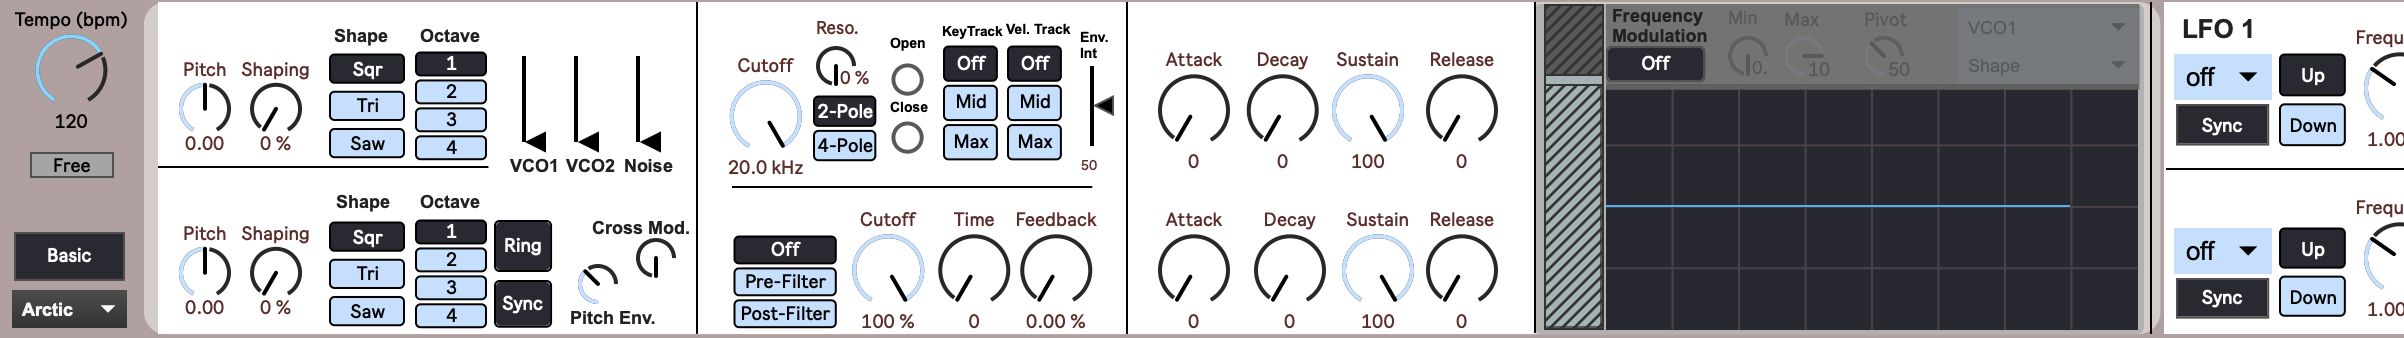 Tempo (bpm)
120
Free
Basic
Arctic
Pitch
0.00
Shaping
0 %
Shape
Sqr
Tri
Saw
Octave
1
2
3
4
VCO1
VCO2
Noise
Pitch
0.00
Shaping
0 %
Shape
Sqr
Tri
Saw
Octave
1
2
3
4
Ring
Sync
Cross Mod.
Pitch Env.
Cutoff
20.0 kHz
Reso.
0 %
2-Pole
4-Pole
Open
Close
KeyTrack
Off
Mid
Max
Vel. Track
Off
Mid
Max
Env.
Int
50
Off
Pre-Filter
Post-Filter
Cutoff
100 %
Time
0
Feedback
0.00 %
Attack
0
Decay
0
Sustain
100
Release
0
Attack
0
Decay
0
Sustain
100
Release
0
Frequency
Modulation
Off
Min
0.
Max
10
Pivot
50
VCO1
Shape
LFO 1
off
Sync
Up
Down
Frequ
1.00
off
Sync
Up
Down
Frequ
1.00